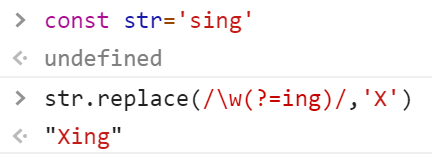 > const str='sing'
< undefined
> str.replace(/\w(?=ing)/,'X')
< "Xing"